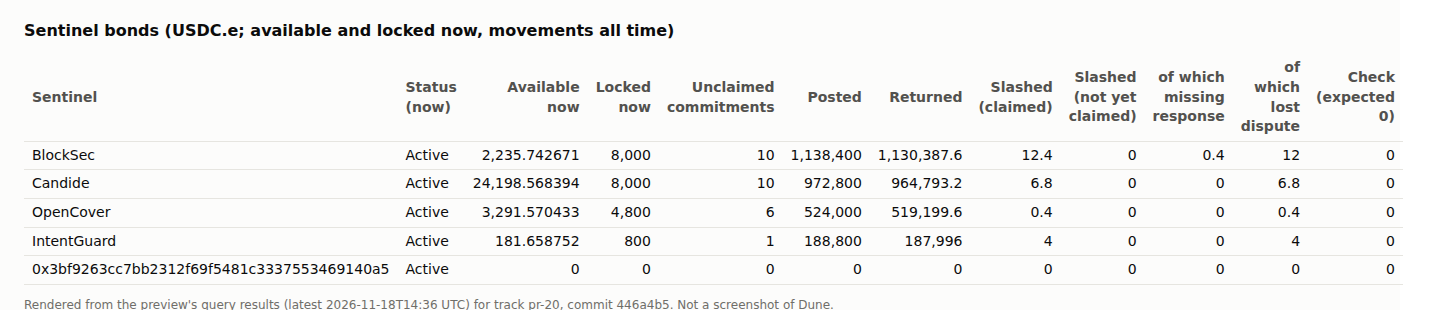 Sentinel bonds (USDC.e; available and locked now, movements all time)
Sentinel Status (now) Available now Locked now Unclaimed commitments Posted Returned Slashed (claimed) Slashed (not yet claimed) of which missing response of which lost dispute Check (expected 0)
BlockSec Active 2,235.742671 8,000 10 1,138,400 1,130,387.6 12.4 0 0.4 12 0
Candide Active 24,198.568394 8,000 10 972,800 964,793.2 6.8 0 0 6.8 0
OpenCover Active 3,291.570433 4,800 6 524,000 519,199.6 0.4 0 0 0.4 0
IntentGuard Active 181.658752 800 1 188,800 187,996 4 0 0 4 0
0x3bf9263cc7bb2312f69f5481c3337553469140a5 Active 0 0 0 0 0 0 0 0 0 0
Rendered from the preview's query results (latest 2026-11-18T14:36 UTC) for track pr-20, commit 446a4b5. Not a screenshot of Dune.